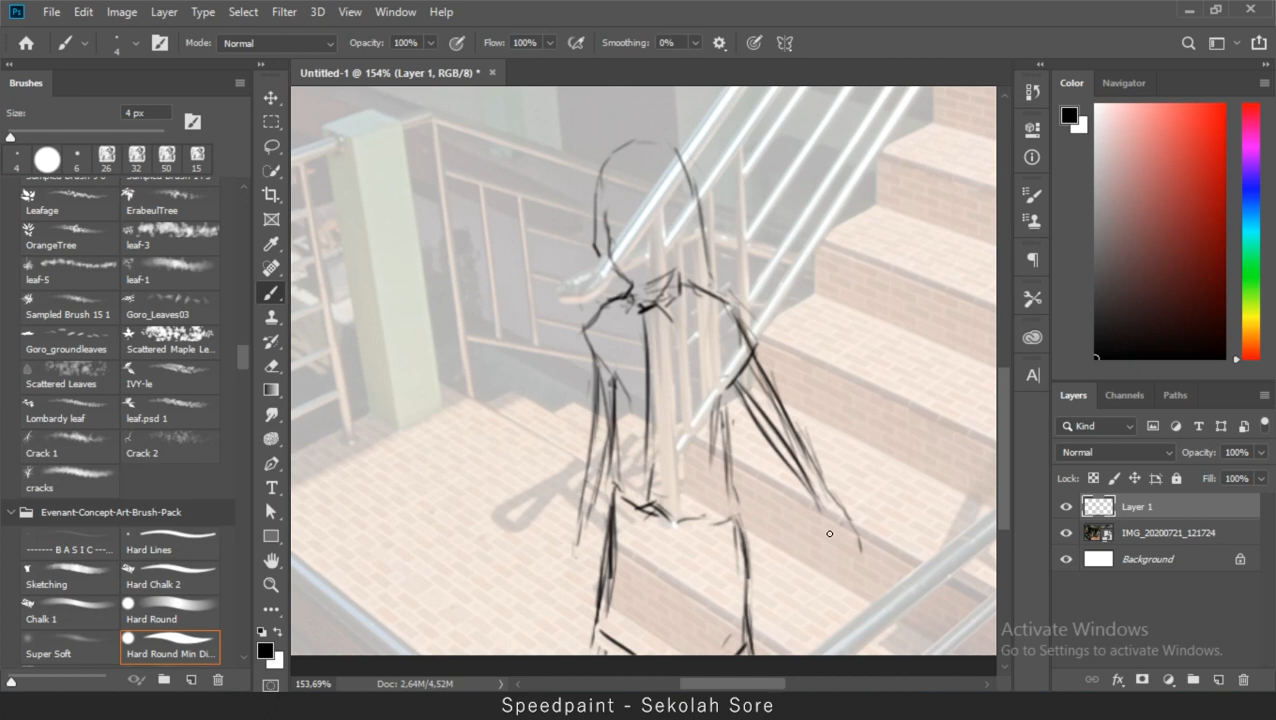 Ps File Edit Image Layer Type Select Filter 3D View Window Help
4 Mode: Normal Opacity: 100% Flow: 100% Smoothing: 0%
Brushes
Untitled-1 @ 154% (Layer 1, RGB/8) *
Size: 4 px
4 6 26 32 50 15
Leafage ErabeulTree
OrangeTree leaf-3
leaf-5 leaf-1
Sampled Brush 15 1 Goro_Leaves03
Goro_groundleaves Scattered Maple Le...
Scattered Leaves IVY-le
Lombardy leaf leaf.psd 1
Crack 1 Crack 2
cracks
Evenant-Concept-Art-Brush-Pack
------- B A S I C ---... Hard Lines
Sketching Hard Chalk 2
Chalk 1 Hard Round
Super Soft Hard Round Min Di...
Color Navigator
Layers Channels Paths
Kind
Normal Opacity: 100%
Lock: Fill: 100%
Layer 1
IMG_20200721_121724
Background
Activate Windows
Go to Settings to activate Windows.
153,69% Doc: 2,64M/4,52M
Speedpaint - Sekolah Sore